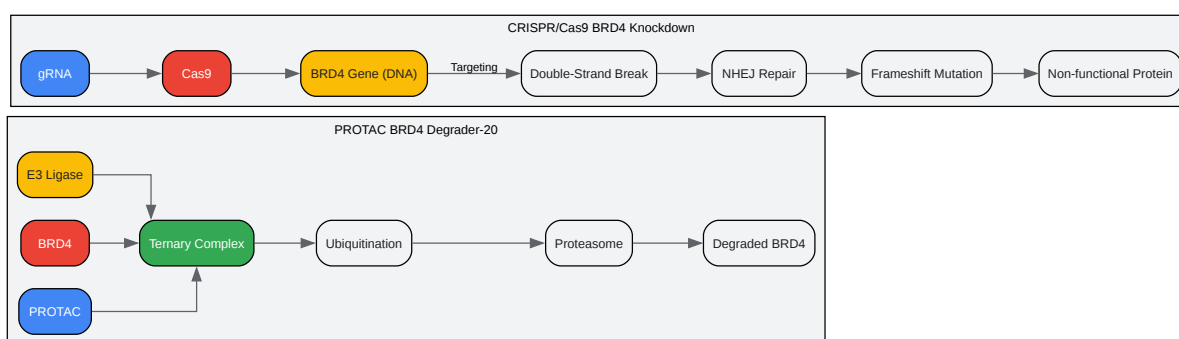 CRISPR/Cas9 BRD4 Knockdown
gRNA
Cas9
BRD4 Gene (DNA)
Targeting
Double-Strand Break
NHEJ Repair
Frameshift Mutation
Non-functional Protein
PROTAC BRD4 Degrader-20
E3 Ligase
BRD4
Ternary Complex
Ubiquitination
Proteasome
Degraded BRD4
PROTAC